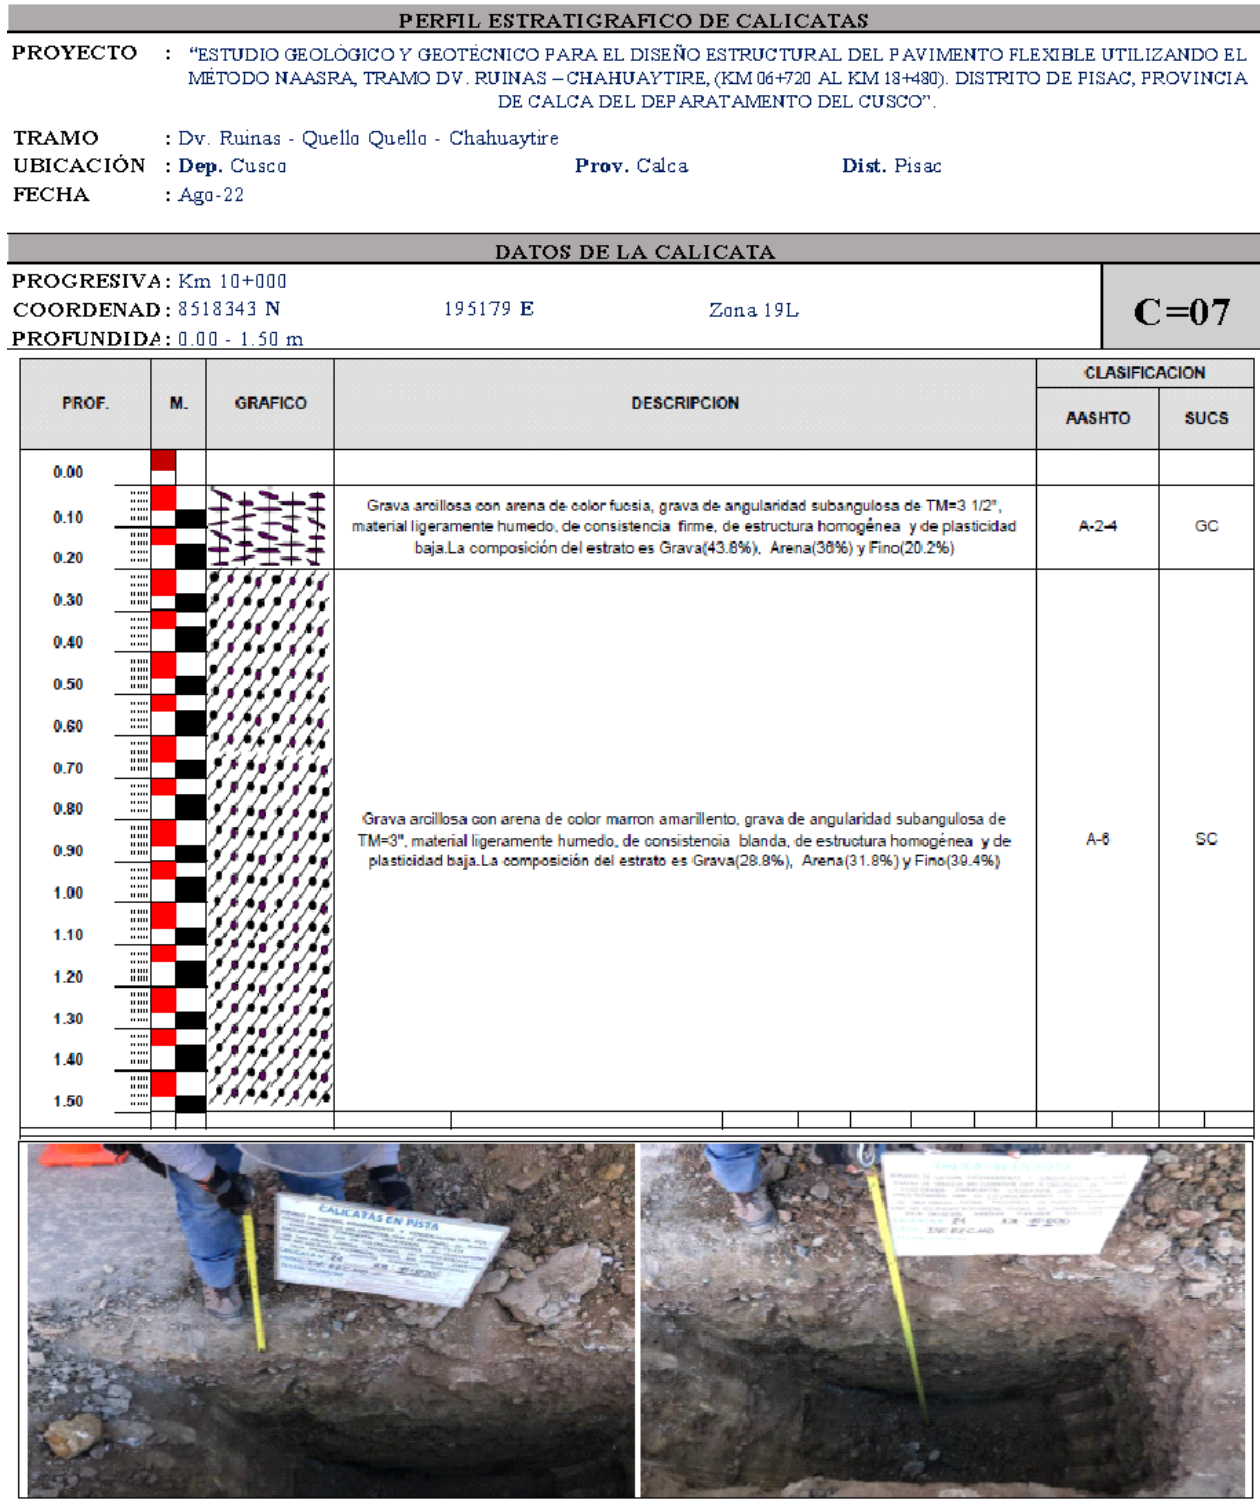 PERFIL ESTRATIGRAFICO DE CALICATAS
PROYECTO : "ESTUDIO GEOLÓGICO Y GEOTÉCNICO PARA EL DISEÑO ESTRUCTURAL DEL PAVIMENTO FLEXIBLE UTILIZANDO EL
MÉTODO NAASRA, TRAMO DV. RUINAS – CHAHUAYTIRE, (KM 06+720 AL KM 18+480). DISTRITO DE PISAC, PROVINCIA
DE CALCA DEL DEPARATAMENTO DEL CUSCO".
TRAMO : Dv. Ruinas - Quello Quello - Chahuaytire
UBICACIÓN : Dep. Cusco Prov. Calca Dist. Pisac
FECHA : Ago-22
DATOS DE LA CALICATA
PROGRESIVA: Km 10+000
COORDENAD: 8518343 N 195179 E Zona 19L
PROFUNDIDA: 0.00 - 1.50 m
C=07
PROF. M. GRAFICO DESCRIPCION CLASIFICACION
AASHTO SUCS
0.00
0.10
0.20
Grava arcillosa con arena de color fucsia, grava de angularidad subangulosa de TM=3 1/2",
material ligeramente humedo, de consistencia firme, de estructura homogénea y de plasticidad
baja.La composición del estrato es Grava(43.8%), Arena(36%) y Fino(20.2%)
A-2-4 GC
0.30
0.40
0.50
0.60
0.70
0.80
0.90
1.00
1.10
1.20
1.30
1.40
1.50
Grava arcillosa con arena de color marron amarillento, grava de angularidad subangulosa de
TM=3", material ligeramente humedo, de consistencia blanda, de estructura homogénea y de
plasticidad baja.La composición del estrato es Grava(28.8%), Arena(31.8%) y Fino(39.4%)
A-6 SC
CALICATAS EN PISTA
CALICATAS EN PISTA